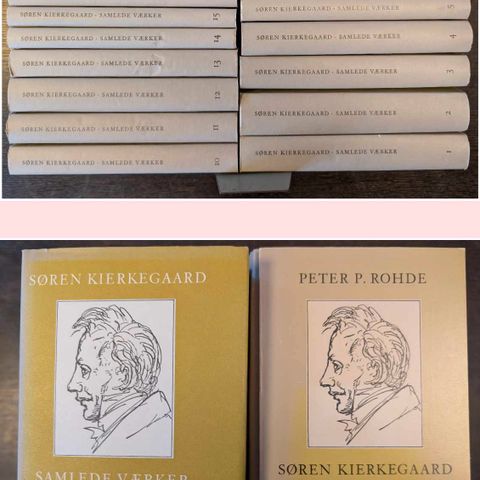 SØREN KIERKEGAARD · SAMLEDE VÆRKER 15
SØREN KIERKEGAARD · SAMLEDE VÆRKER 14
SØREN KIERKEGAARD · SAMLEDE VÆRKER 13
SØREN KIERKEGAARD · SAMLEDE VÆRKER 12
SØREN KIERKEGAARD · SAMLEDE VÆRKER 11
SØREN KIERKEGAARD · SAMLEDE VÆRKER 10
SØREN KIERKEGAARD · SAMLEDE VÆRKER 5
SØREN KIERKEGAARD · SAMLEDE VÆRKER 4
SØREN KIERKEGAARD · SAMLEDE VÆRKER 3
SØREN KIERKEGAARD · SAMLEDE VÆRKER 2
SØREN KIERKEGAARD · SAMLEDE VÆRKER 1
SØREN KIERKEGAARD
SAMLEDE VÆRKER
PETER P. ROHDE
SØREN KIERKEGAARD